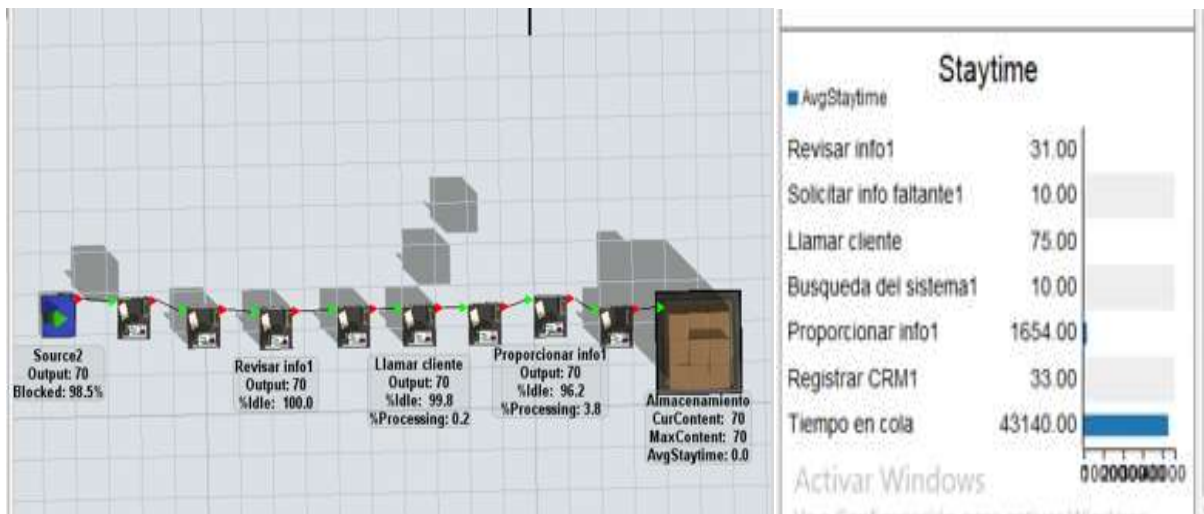 Source2
Output: 70
Blocked: 98.5%
Revisar info1
Output: 70
%Idle: 100.0
Llamar cliente
Output: 70
%Idle: 99.8
%Processing: 0.2
Proporcionar info1
Output: 70
%Idle: 96.2
%Processing: 3.8
Almacenamiento
CurContent: 70
MaxContent: 70
AvgStaytime: 0.0
Staytime
AvgStaytime
Revisar info1 31.00
Solicitar info faltante1 10.00
Llamar cliente 75.00
Busqueda del sistema1 10.00
Proporcionar info1 1654.00
Registrar CRM1 33.00
Tiempo en cola 43140.00
Activar Windows